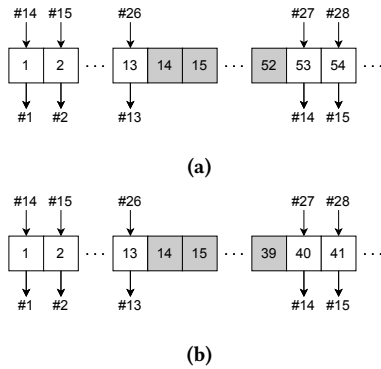 #14 #15 #26 #27 #28
1 2 ··· 13 14 15 ··· 52 53 54 ···
#1 #2 #13 #14 #15
(a)
#14 #15 #26 #27 #28
1 2 ··· 13 14 15 ··· 39 40 41 ···
#1 #2 #13 #14 #15
(b)